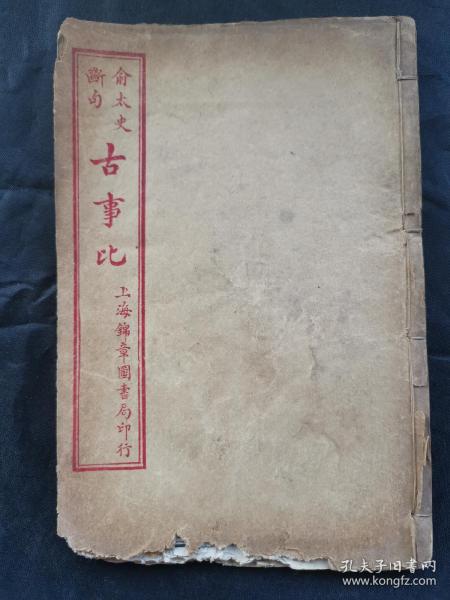 俞太史
斷句
古事比
上海錦章圖書局印行
孔夫子旧书网
www.kongfz.com